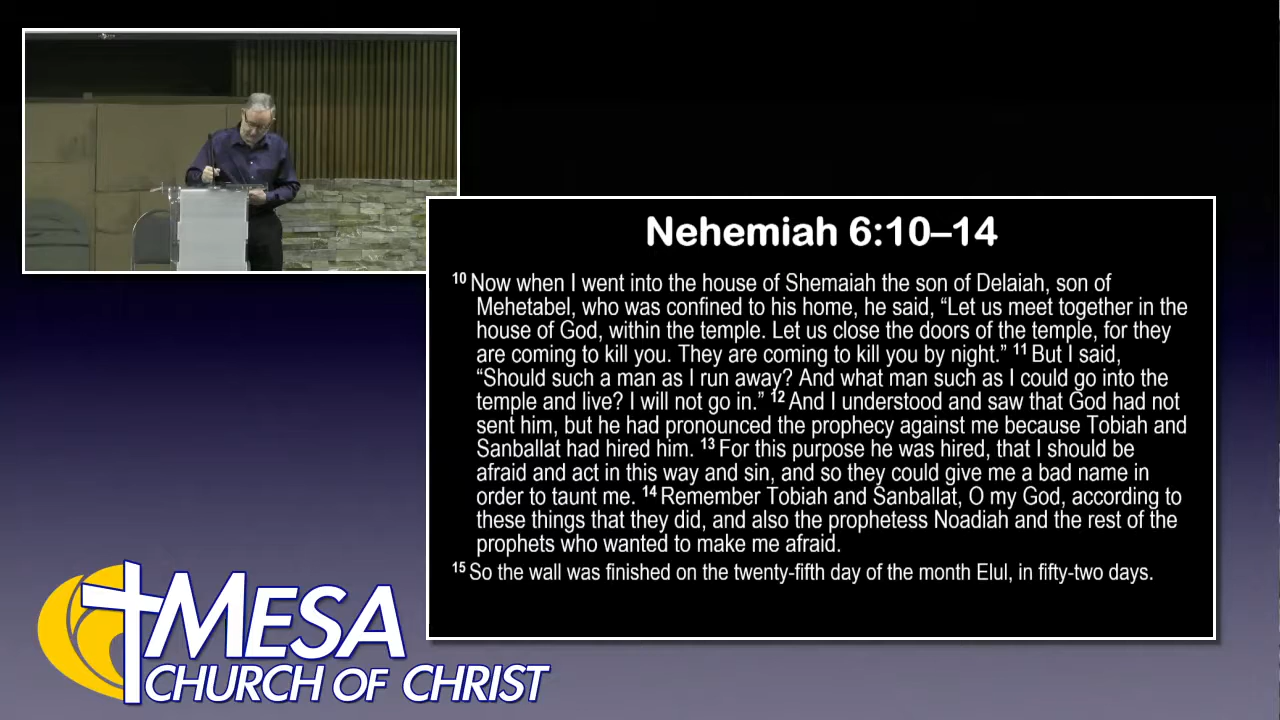 Nehemiah 6:10–14
10 Now when I went into the house of Shemaiah the son of Delaiah, son of
Mehetabel, who was confined to his home, he said, “Let us meet together in the
house of God, within the temple. Let us close the doors of the temple, for they
are coming to kill you. They are coming to kill you by night.” 11 But I said,
“Should such a man as I run away? And what man such as I could go into the
temple and live? I will not go in.” 12 And I understood and saw that God had not
sent him, but he had pronounced the prophecy against me because Tobiah and
Sanballat had hired him. 13 For this purpose he was hired, that I should be
afraid and act in this way and sin, and so they could give me a bad name in
order to taunt me. 14 Remember Tobiah and Sanballat, O my God, according to
these things that they did, and also the prophetess Noadiah and the rest of the
prophets who wanted to make me afraid.
15 So the wall was finished on the twenty-fifth day of the month Elul, in fifty-two days.
MESA
CHURCH OF CHRIST